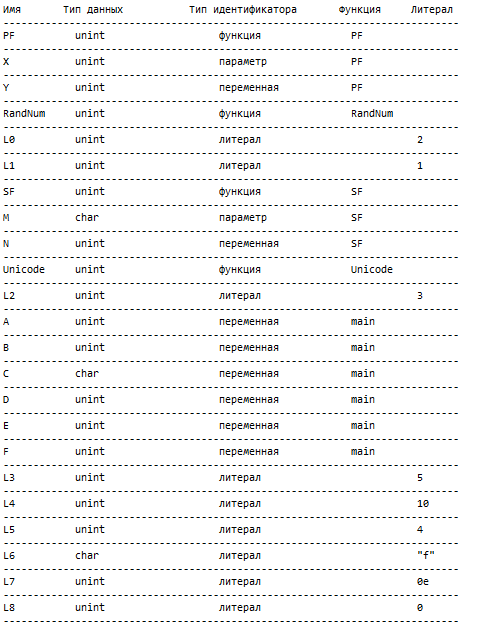 Имя Тип данных Тип идентификатора Функция Литерал
PF unint функция PF
X unint параметр PF
Y unint переменная PF
RandNum unint функция RandNum
L0 unint литерал 2
L1 unint литерал 1
SF unint функция SF
M char параметр SF
N unint переменная SF
Unicode unint функция Unicode
L2 unint литерал 3
A unint переменная main
B unint переменная main
C char переменная main
D unint переменная main
E unint переменная main
F unint переменная main
L3 unint литерал 5
L4 unint литерал 10
L5 unint литерал 4
L6 char литерал "f"
L7 unint литерал 0e
L8 unint литерал 0